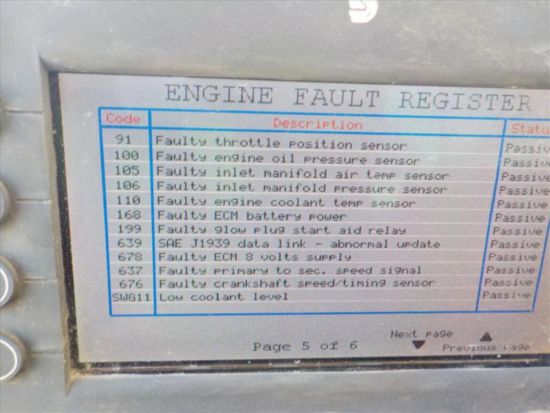 ENGINE FAULT REGISTER
Code Description Statu
91 Faulty throttle position sensor Passive
100 Faulty engine oil pressure sensor Passive
105 Faulty inlet manifold air temp sensor Passive
106 Faulty inlet manifold pressure sensor Passive
110 Faulty engine coolant temp sensor Passive
168 Faulty ECM battery power Passive
199 Faulty glow plug start aid relay Passive
639 SAE J1939 data link - abnormal update Passive
678 Faulty ECM 8 volts supply Passive
637 Faulty primary to sec. speed signal Passive
676 Faulty crankshaft speed/timing sensor Passive
SWG11 Low coolant level Passive
Next page
Page 5 of 6
Previous page